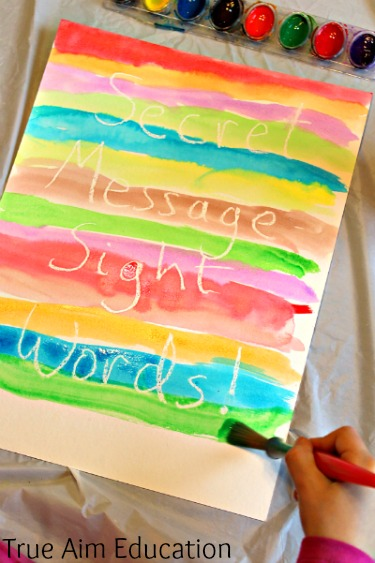 Secret
-Message-
Sight
Words!
True Aim Education